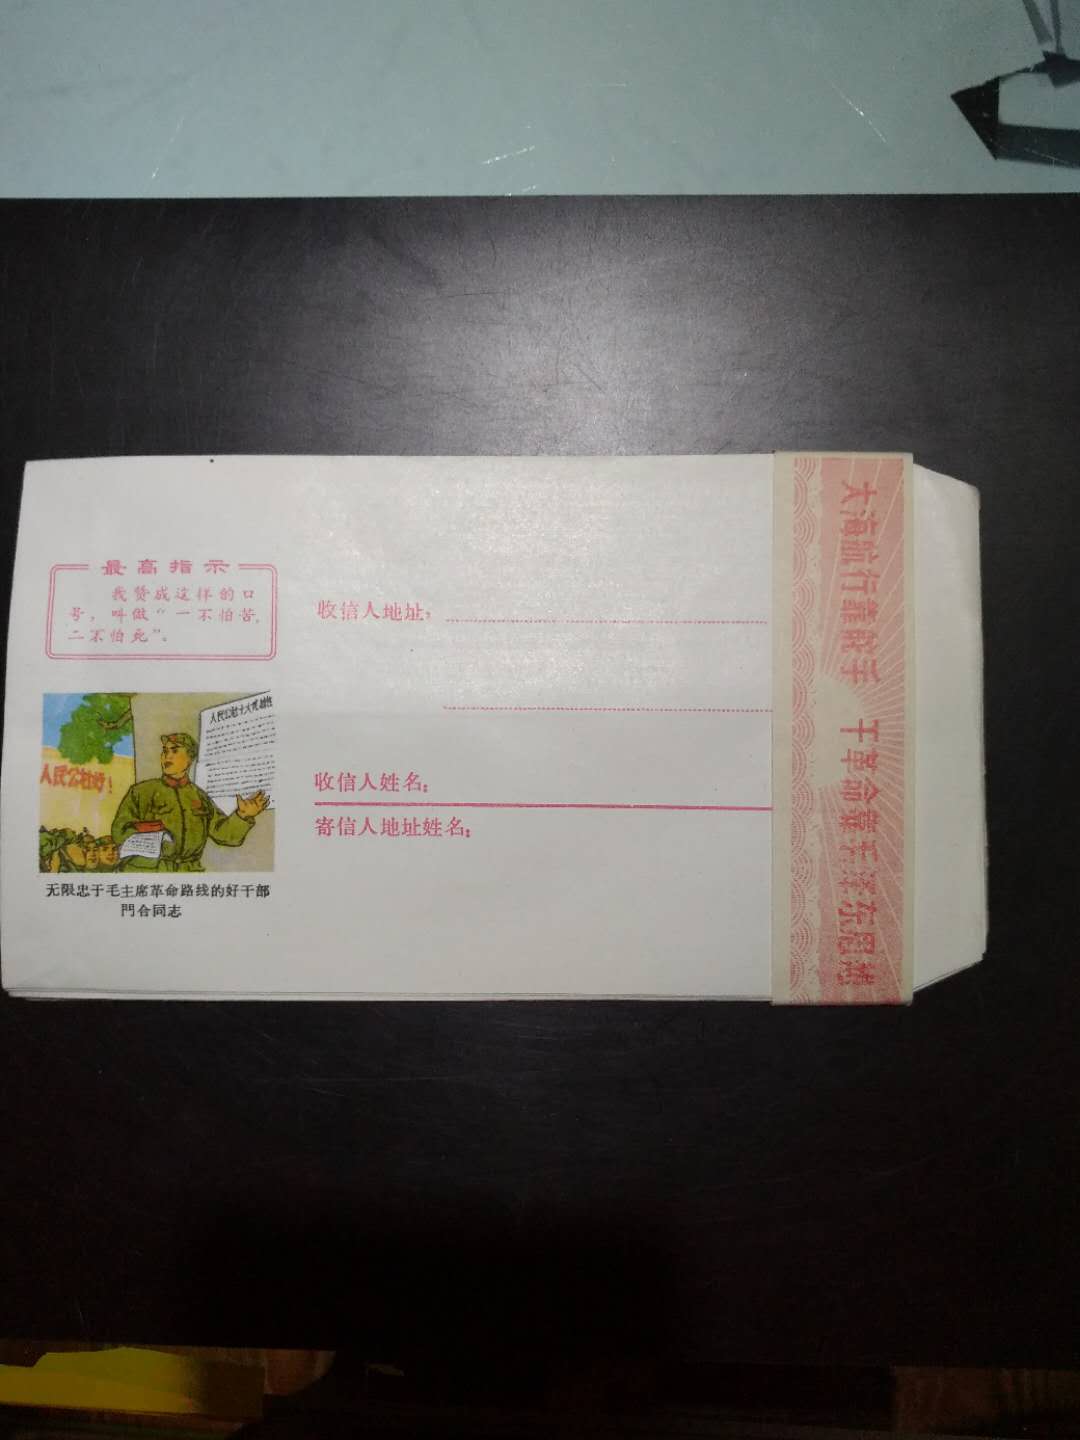 最高指示
我赞成这样的口
号，叫做“一不怕苦，
二不怕死”。
人民公社好！
无限忠于毛主席革命路线的好干部
門合同志
收信人地址：
收信人姓名：
寄信人地址姓名：
大海航行靠舵手 干革命靠毛泽东思想